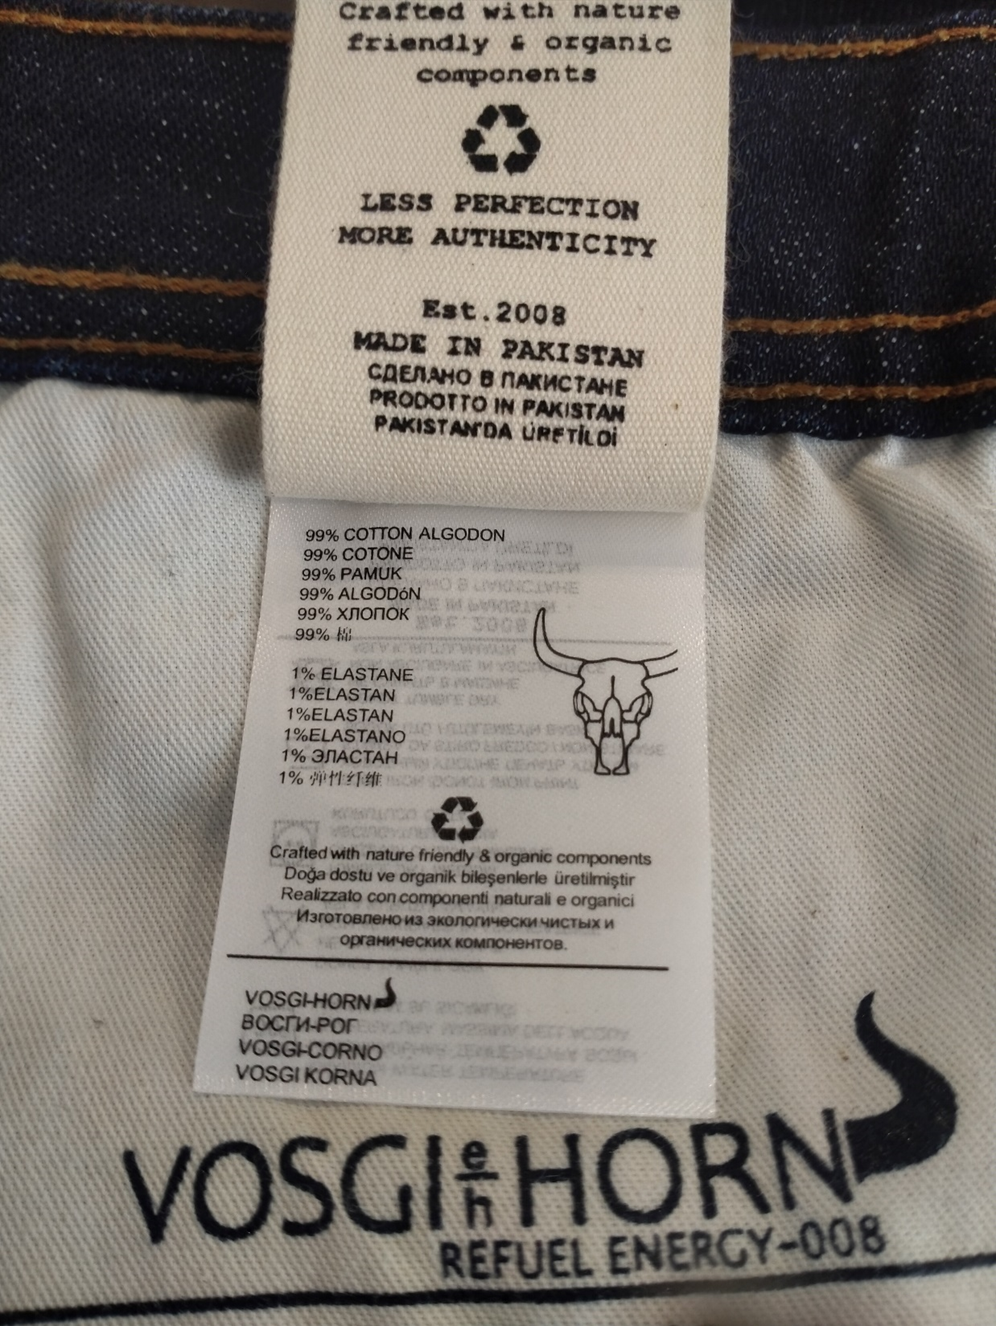 Crafted with nature
friendly & organic
components
LESS PERFECTION
MORE AUTHENTICITY
Est.2008
MADE IN PAKISTAN
СДЕЛАНО В ПАКИСТАНЕ
PRODOTTO IN PAKISTAN
PAKISTAN'DA ÜRETİLDİ
99% COTTON ALGODON
99% COTONE
99% PAMUK
99% ALGODóN
99% ХЛОПОК
99% 棉
1% ELASTANE
1%ELASTAN
1%ELASTAN
1%ELASTANO
1% ЭЛАСТАН
1% 弹性纤维
Crafted with nature friendly & organic components
Doğa dostu ve organik bileşenlerle üretilmiştir
Realizzato con componenti naturali e organici
Изготовлено из экологически чистых и
органических компонентов.
VOSGI-HORN
ВОСГИ-РОГ
VOSGI-CORNO
VOSGI KORNA
VOSGI e/h HORN
REFUEL ENERGY-008